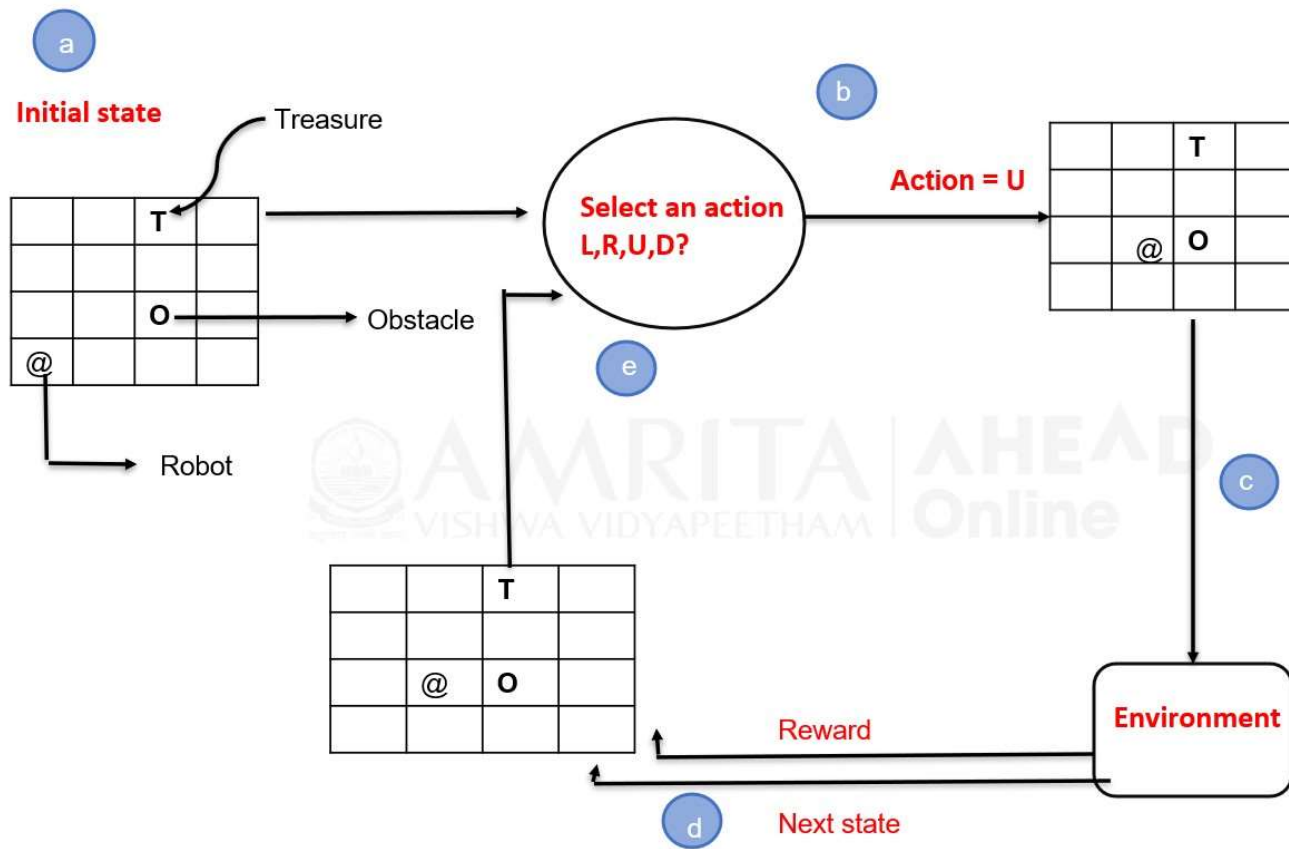 a
Initial state
Treasure
T
O
Obstacle
@
Robot
Select an action
L,R,U,D?
b
Action = U
T
@ O
e
c
AMRITA
VISHWA VIDYAPEETHAM
AHEAD
Online
T
@ O
Environment
Reward
d
Next state